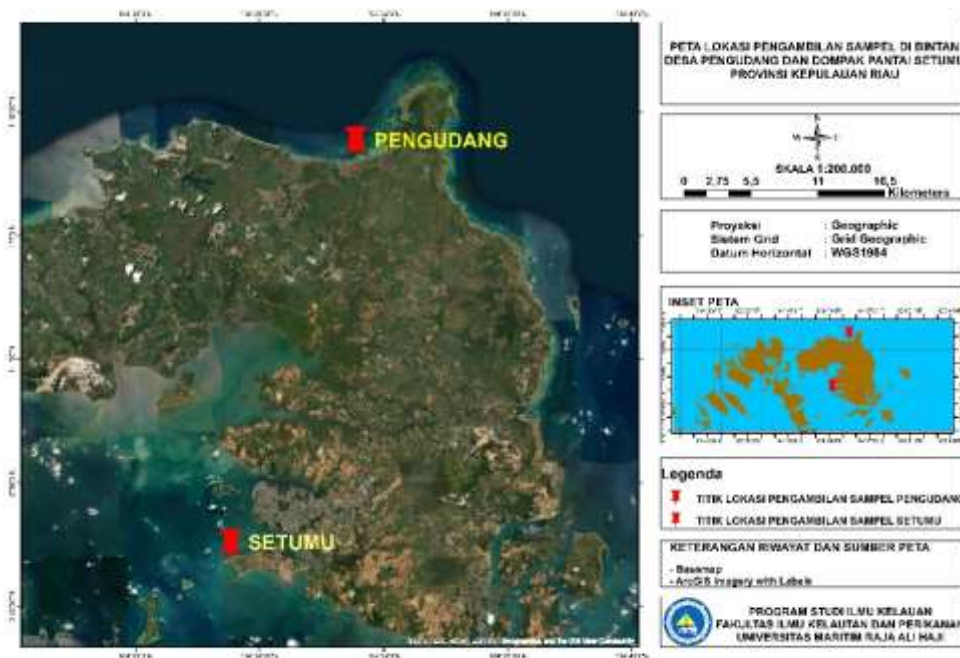 PENGUDANG
SETUMU
PETA LOKASI PENGAMBILAN SAMPEL DI BINTAN
DESA PENGUDANG DAN DOMPAK PANTAI SETUMU
PROVINSI KEPULAUAN RIAU
N
W
S
SKALA 1:200.000
0 2,75 5,5 11 16,5
Kilometers
Proyeksi : Geographic
Sistem Grid : Grid Geographic
Datum Horizontal : WGS1984
INSET PETA
Legenda
TITIK LOKASI PENGAMBILAN SAMPEL PENGUDANG
TITIK LOKASI PENGAMBILAN SAMPEL SETUMU
KETERANGAN RIWAYAT DAN SUMBER PETA
- Basemap
- ArcGIS Imagery with Labels
PROGRAM STUDI ILMU KELAUAN
FAKULTAS ILMU KELAUTAN DAN PERIKANAN
UNIVERSITAS MARITIM RAJA ALI HAJI